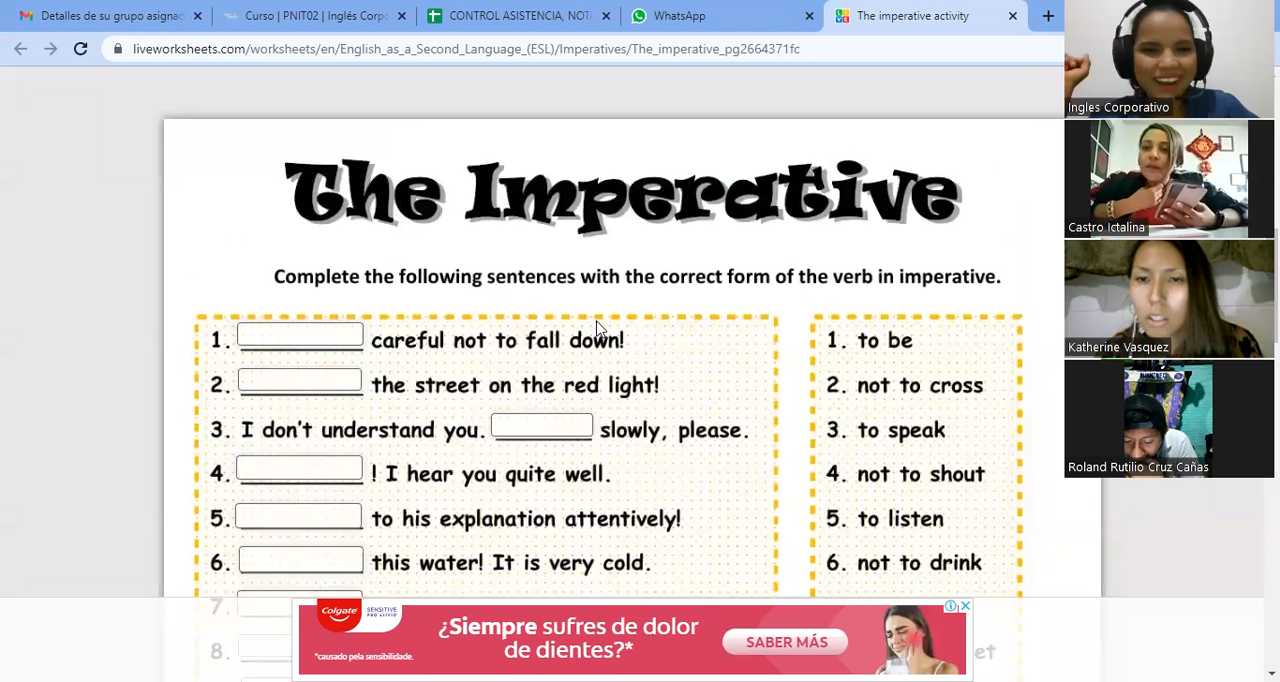 Detalles de su grupo asigna
Curso | PNIT02 | Inglés Corp
CONTROL ASISTENCIA, NOT
WhatsApp
The imperative activity
liveworksheets.com/worksheets/en/English_as_a_Second_Language_(ESL)/Imperatives/The_imperative_pg2664371fc
Ingles Corporativo
Castro Ictalina
Katherine Vasquez
Roland Rutilio Cruz Cañas
The Imperative
Complete the following sentences with the correct form of the verb in imperative.
1. careful not to fall down!
2. the street on the red light!
3. I don't understand you. slowly, please.
4. ! I hear you quite well.
5. to his explanation attentively!
6. this water! It is very cold.
7.
8.
1. to be
2. not to cross
3. to speak
4. not to shout
5. to listen
6. not to drink
et
Colgate
SENSITIVE
PRO ALIVIO
*causado pela sensibilidade.
¿Siempre sufres de dolor
de dientes?*
SABER MÁS